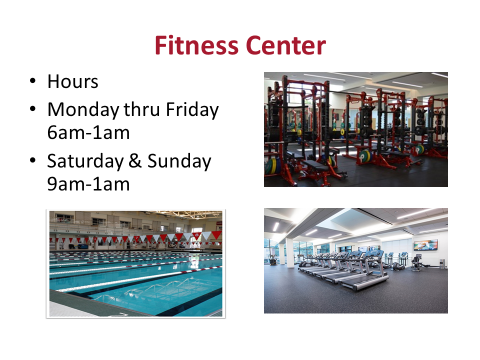 Fitness Center
• Hours
• Monday thru Friday
6am-1am
• Saturday & Sunday
9am-1am